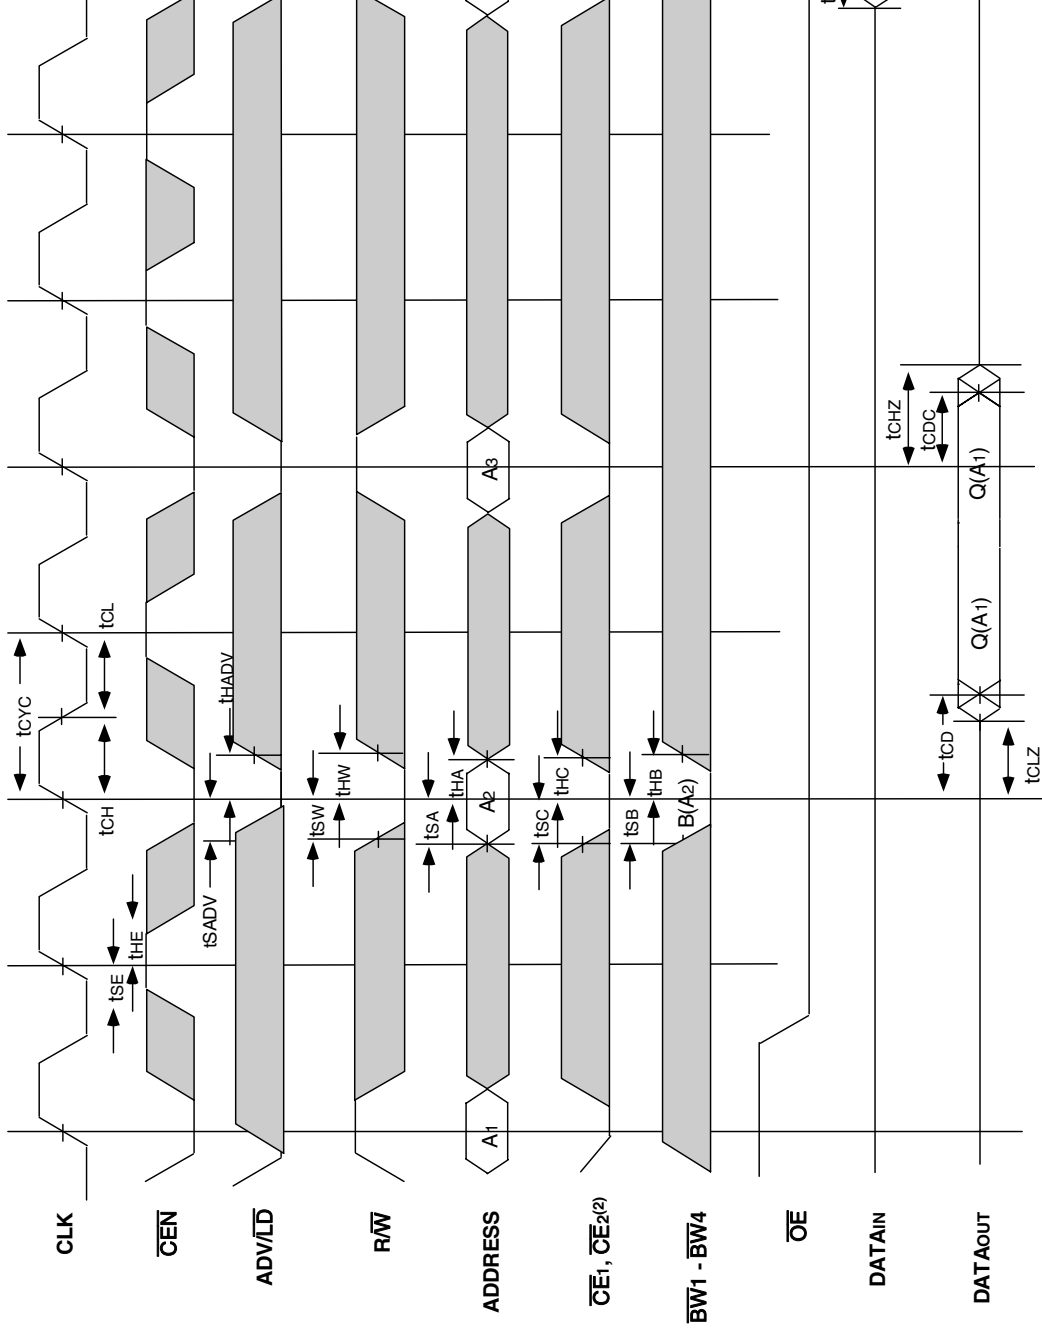 CLK
tCYC
tCH
tCL
CEN
tSE
tHE
ADV/LD
tSADV
tHADV
R/W
tSW
tHW
ADDRESS
A1
tSA
tHA
A2
A3
CE1, CE2(2)
tSC
tHC
BW1 - BW4
tSB
tHB
B(A2)
OE
DATAIN
DATAOUT
tCD
tCLZ
Q(A1)
Q(A1)
tCHZ
tCDC